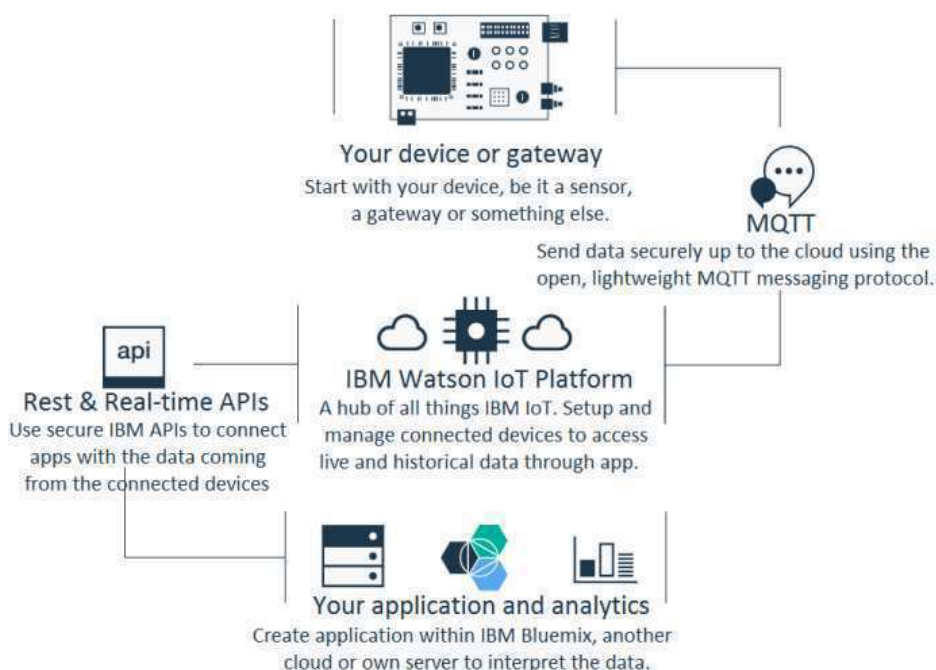 Your device or gateway
Start with your device, be it a sensor,
a gateway or something else.
MQTT
Send data securely up to the cloud using the
open, lightweight MQTT messaging protocol.
api
Rest & Real-time APIs
Use secure IBM APIs to connect
apps with the data coming
from the connected devices
IBM Watson IoT Platform
A hub of all things IBM IoT. Setup and
manage connected devices to access
live and historical data through app.
Your application and analytics
Create application within IBM Bluemix, another
cloud or own server to interpret the data.